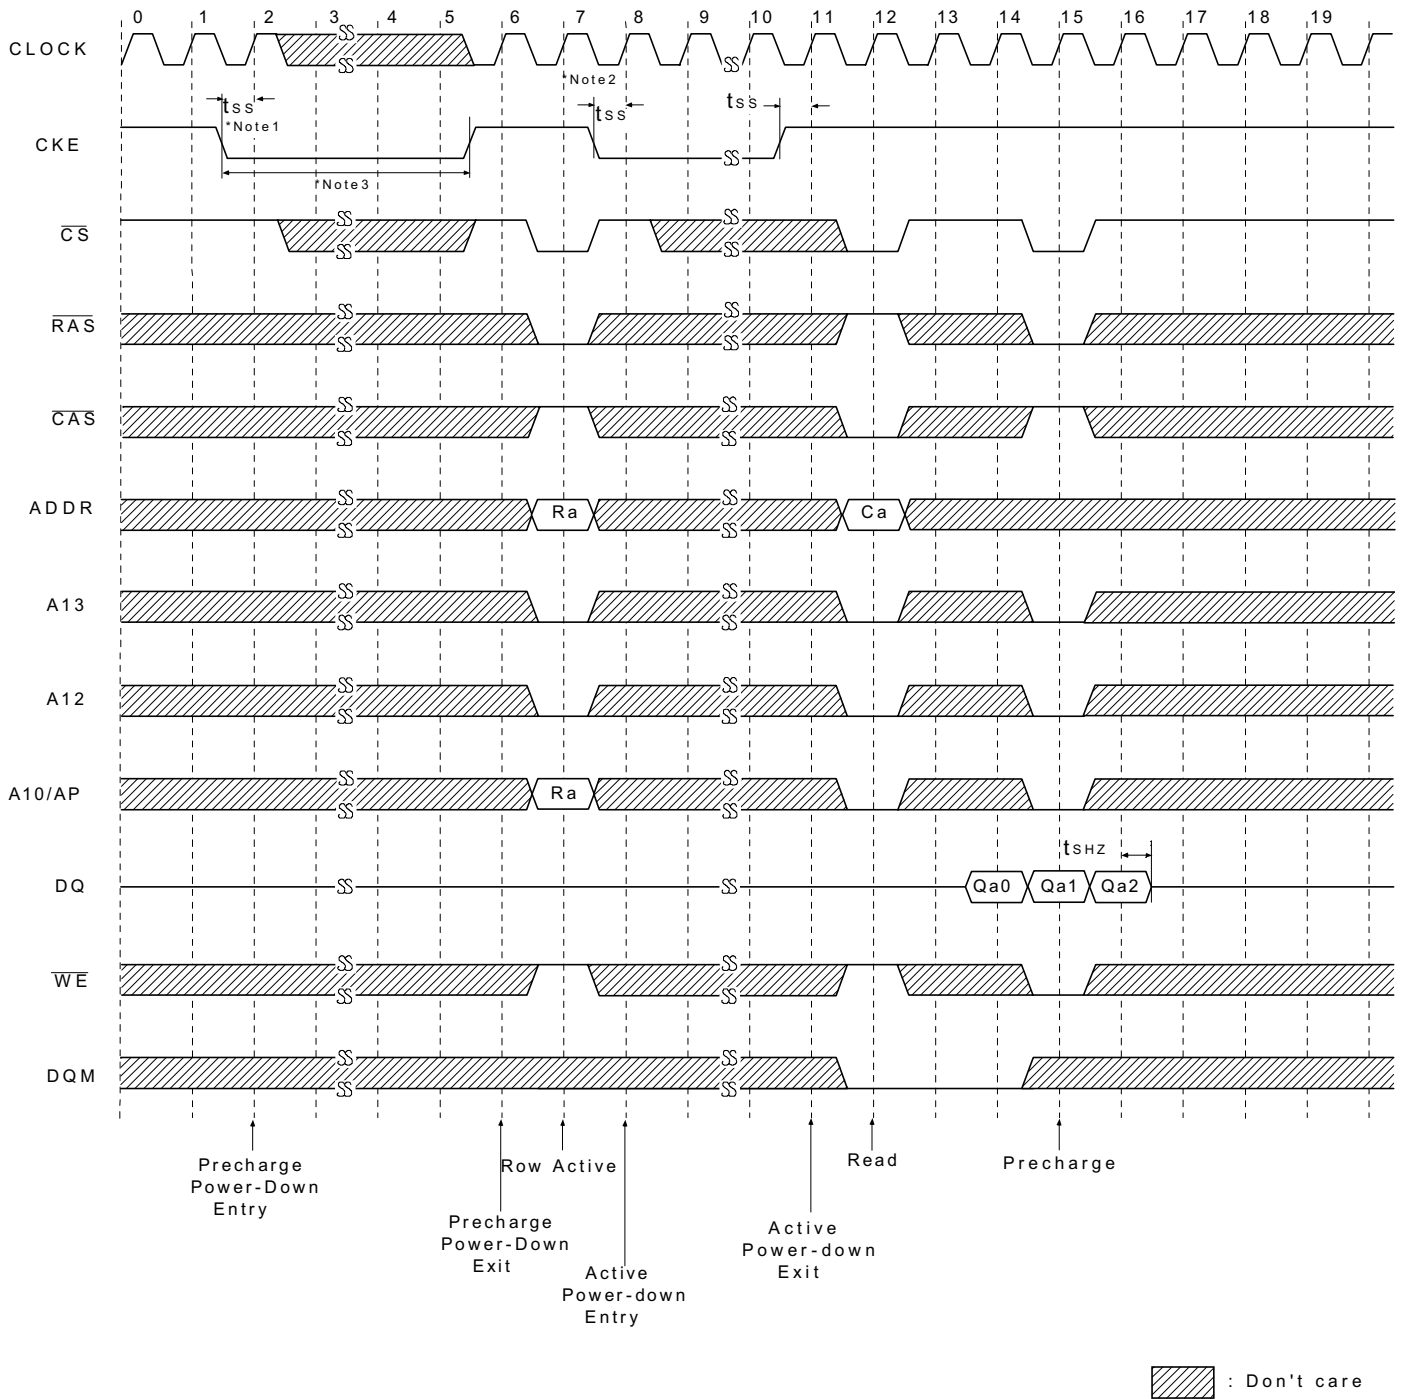 0 1 2 3 4 5 6 7 8 9 10 11 12 13 14 15 16 17 18 19
CLOCK
*Note2
tSS
tSS
tSS
*Note1
CKE
*Note3
CS
RAS
CAS
ADDR
Ra
Ca
A13
A12
A10/AP
Ra
tSHZ
DQ
Qa0
Qa1
Qa2
WE
DQM
Precharge
Power-Down
Entry
Row Active
Read
Precharge
Precharge
Power-Down
Exit
Active
Power-down
Exit
Active
Power-down
Entry
: Don't care